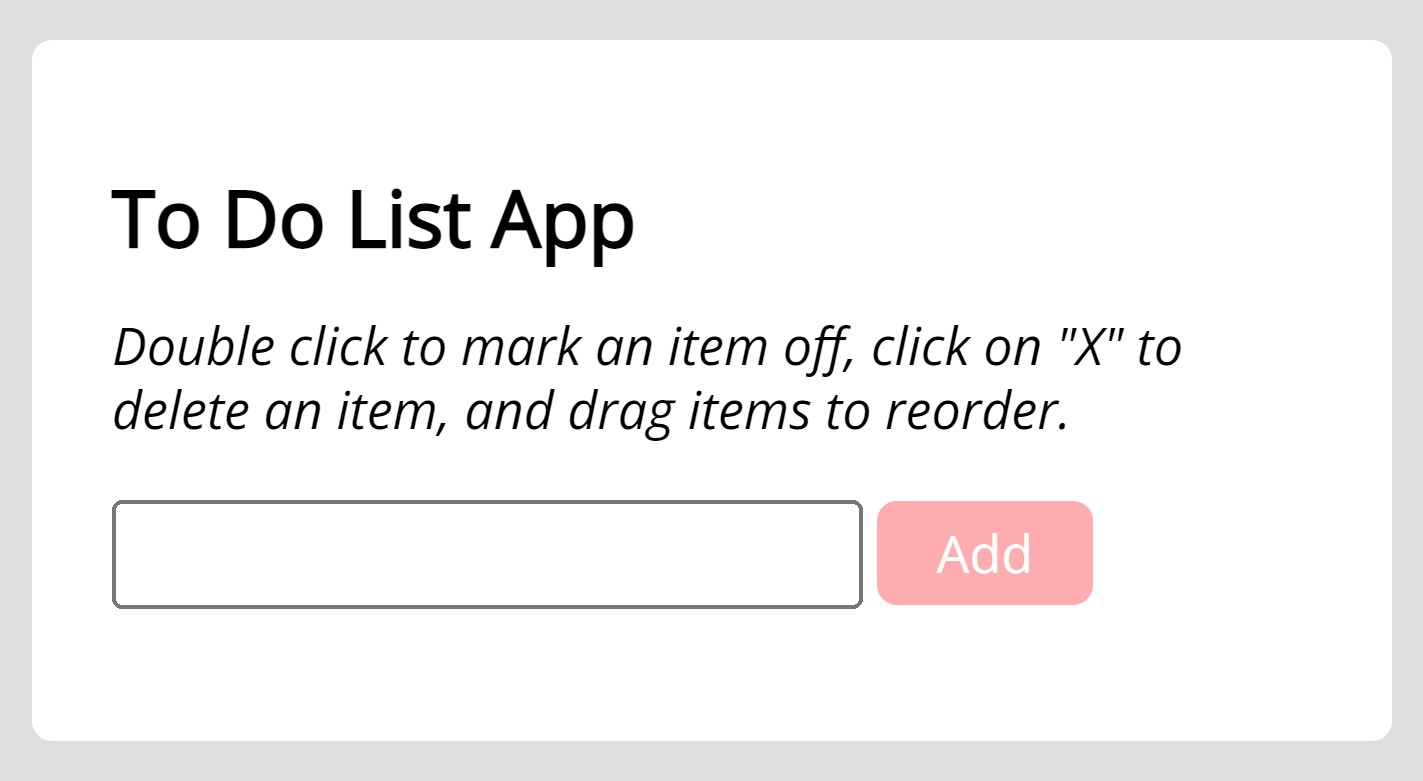 To Do List App
Double click to mark an item off, click on "X" to
delete an item, and drag items to reorder.
Add